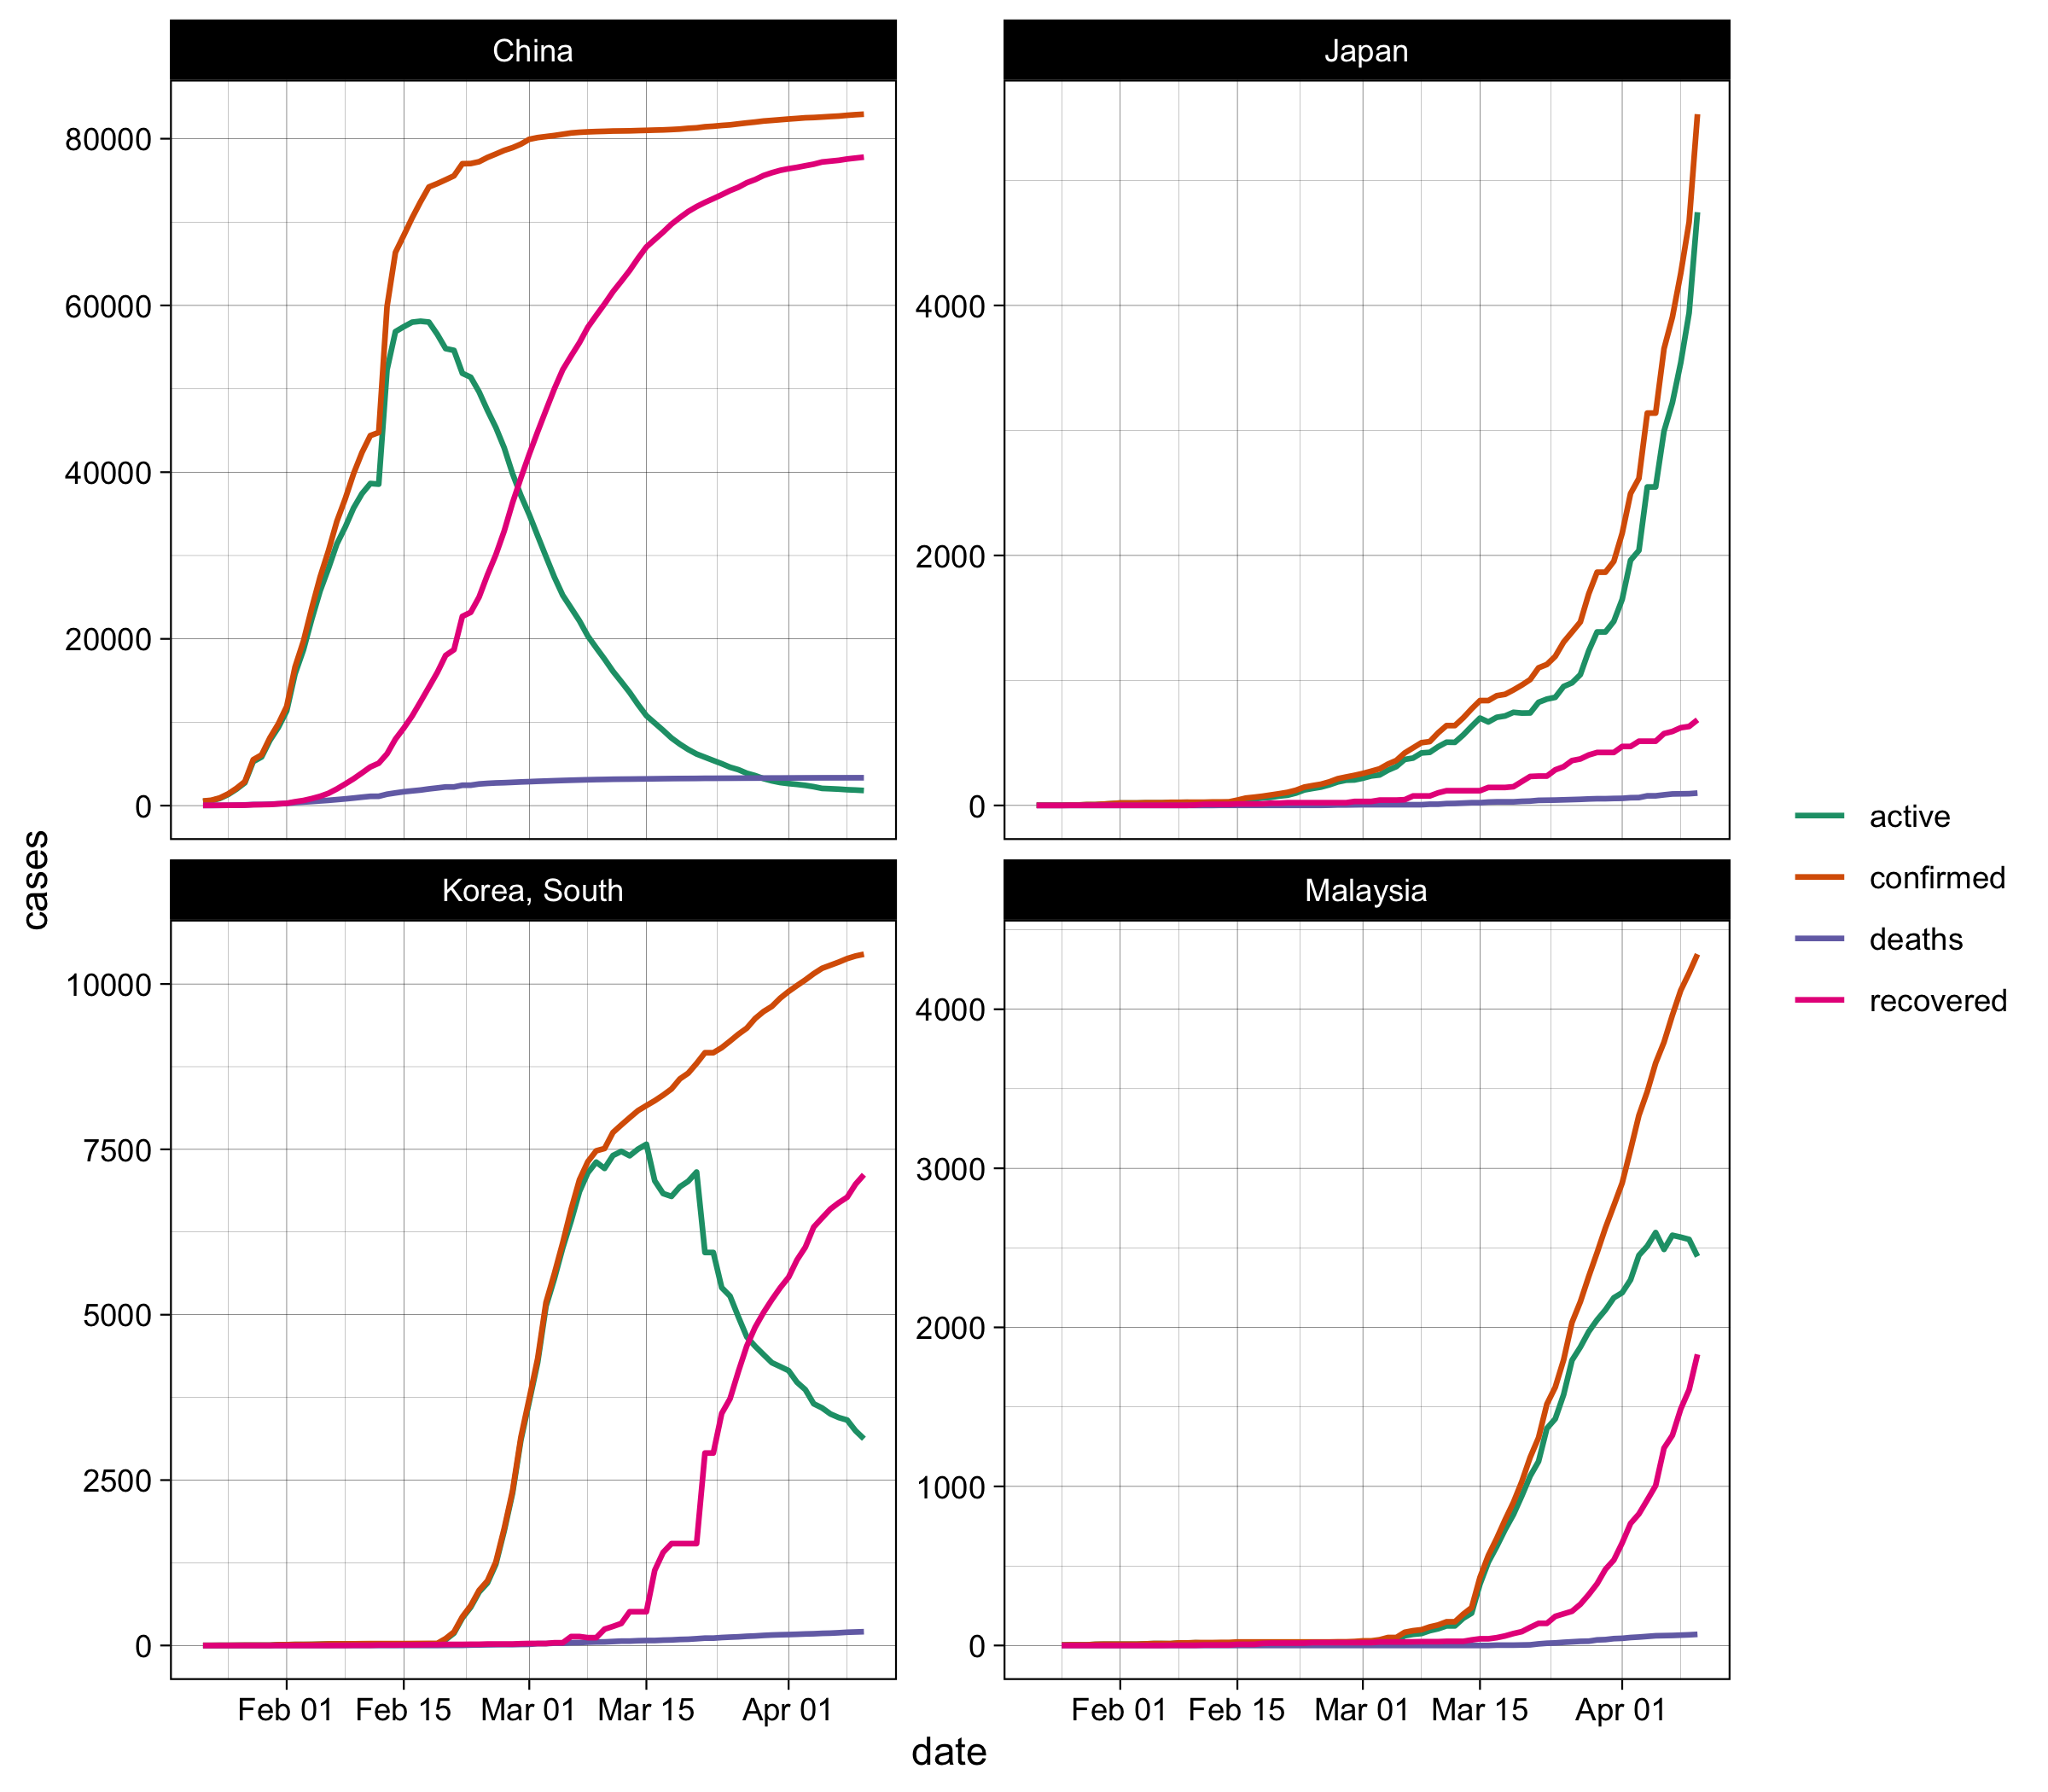 China
Japan
80000
60000
40000
20000
0
4000
2000
0
Korea, South
Malaysia
10000
7500
5000
2500
0
4000
3000
2000
1000
0
Feb 01 Feb 15 Mar 01 Mar 15 Apr 01
Feb 01 Feb 15 Mar 01 Mar 15 Apr 01
date
cases
active
confirmed
deaths
recovered